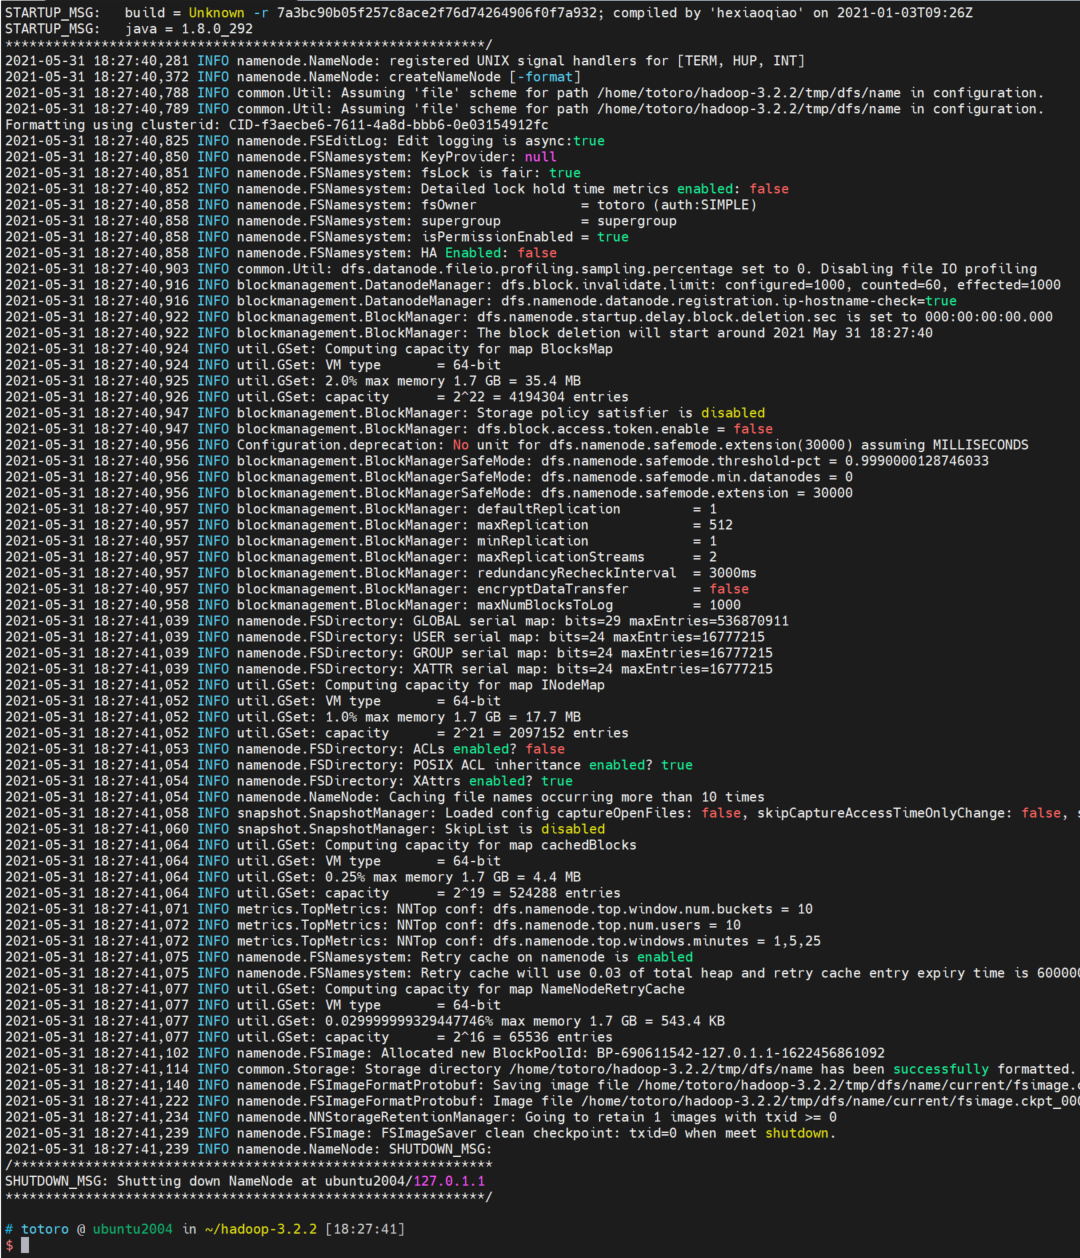 STARTUP_MSG:   build = Unknown -r 7a3bc90b05f257c8ace2f76d74264906f0f7a932; compiled by 'hexiaoqiao' on 2021-01-03T09:26Z
STARTUP_MSG:   java = 1.8.0_292
************************************************************/
2021-05-31 18:27:40,281 INFO namenode.NameNode: registered UNIX signal handlers for [TERM, HUP, INT]
2021-05-31 18:27:40,372 INFO namenode.NameNode: createNameNode [-format]
2021-05-31 18:27:40,788 INFO common.Util: Assuming 'file' scheme for path /home/totoro/hadoop-3.2.2/tmp/dfs/name in configuration.
2021-05-31 18:27:40,789 INFO common.Util: Assuming 'file' scheme for path /home/totoro/hadoop-3.2.2/tmp/dfs/name in configuration.
Formatting using clusterid: CID-f3aecbe6-7611-4a8d-bbb6-0e03154912fc
2021-05-31 18:27:40,825 INFO namenode.FSEditLog: Edit logging is async:true
2021-05-31 18:27:40,850 INFO namenode.FSNamesystem: KeyProvider: null
2021-05-31 18:27:40,851 INFO namenode.FSNamesystem: fsLock is fair: true
2021-05-31 18:27:40,852 INFO namenode.FSNamesystem: Detailed lock hold time metrics enabled: false
2021-05-31 18:27:40,858 INFO namenode.FSNamesystem: fsOwner             = totoro (auth:SIMPLE)
2021-05-31 18:27:40,858 INFO namenode.FSNamesystem: supergroup          = supergroup
2021-05-31 18:27:40,858 INFO namenode.FSNamesystem: isPermissionEnabled = true
2021-05-31 18:27:40,858 INFO namenode.FSNamesystem: HA Enabled: false
2021-05-31 18:27:40,903 INFO common.Util: dfs.datanode.fileio.profiling.sampling.percentage set to 0. Disabling file IO profiling
2021-05-31 18:27:40,916 INFO blockmanagement.DatanodeManager: dfs.block.invalidate.limit: configured=1000, counted=60, effected=1000
2021-05-31 18:27:40,916 INFO blockmanagement.DatanodeManager: dfs.namenode.datanode.registration.ip-hostname-check=true
2021-05-31 18:27:40,922 INFO blockmanagement.BlockManager: dfs.namenode.startup.delay.block.deletion.sec is set to 000:00:00:00.000
2021-05-31 18:27:40,922 INFO blockmanagement.BlockManager: The block deletion will start around 2021 May 31 18:27:40
2021-05-31 18:27:40,924 INFO util.GSet: Computing capacity for map BlocksMap
2021-05-31 18:27:40,924 INFO util.GSet: VM type       = 64-bit
2021-05-31 18:27:40,925 INFO util.GSet: 2.0% max memory 1.7 GB = 35.4 MB
2021-05-31 18:27:40,926 INFO util.GSet: capacity      = 2^22 = 4194304 entries
2021-05-31 18:27:40,947 INFO blockmanagement.BlockManager: Storage policy satisfier is disabled
2021-05-31 18:27:40,947 INFO blockmanagement.BlockManager: dfs.block.access.token.enable = false
2021-05-31 18:27:40,956 INFO Configuration.deprecation: No unit for dfs.namenode.safemode.extension(30000) assuming MILLISECONDS
2021-05-31 18:27:40,956 INFO blockmanagement.BlockManagerSafeMode: dfs.namenode.safemode.threshold-pct = 0.9990000128746033
2021-05-31 18:27:40,956 INFO blockmanagement.BlockManagerSafeMode: dfs.namenode.safemode.min.datanodes = 0
2021-05-31 18:27:40,956 INFO blockmanagement.BlockManagerSafeMode: dfs.namenode.safemode.extension = 30000
2021-05-31 18:27:40,957 INFO blockmanagement.BlockManager: defaultReplication         = 1
2021-05-31 18:27:40,957 INFO blockmanagement.BlockManager: maxReplication             = 512
2021-05-31 18:27:40,957 INFO blockmanagement.BlockManager: minReplication             = 1
2021-05-31 18:27:40,957 INFO blockmanagement.BlockManager: maxReplicationStreams      = 2
2021-05-31 18:27:40,957 INFO blockmanagement.BlockManager: redundancyRecheckInterval  = 3000ms
2021-05-31 18:27:40,957 INFO blockmanagement.BlockManager: encryptDataTransfer        = false
2021-05-31 18:27:40,958 INFO blockmanagement.BlockManager: maxNumBlocksToLog          = 1000
2021-05-31 18:27:41,039 INFO namenode.FSDirectory: GLOBAL serial map: bits=29 maxEntries=536870911
2021-05-31 18:27:41,039 INFO namenode.FSDirectory: USER serial map: bits=24 maxEntries=16777215
2021-05-31 18:27:41,039 INFO namenode.FSDirectory: GROUP serial map: bits=24 maxEntries=16777215
2021-05-31 18:27:41,039 INFO namenode.FSDirectory: XATTR serial map: bits=24 maxEntries=16777215
2021-05-31 18:27:41,052 INFO util.GSet: Computing capacity for map INodeMap
2021-05-31 18:27:41,052 INFO util.GSet: VM type       = 64-bit
2021-05-31 18:27:41,052 INFO util.GSet: 1.0% max memory 1.7 GB = 17.7 MB
2021-05-31 18:27:41,052 INFO util.GSet: capacity      = 2^21 = 2097152 entries
2021-05-31 18:27:41,053 INFO namenode.FSDirectory: ACLs enabled? false
2021-05-31 18:27:41,054 INFO namenode.FSDirectory: POSIX ACL inheritance enabled? true
2021-05-31 18:27:41,054 INFO namenode.FSDirectory: XAttrs enabled? true
2021-05-31 18:27:41,054 INFO namenode.NameNode: Caching file names occurring more than 10 times
2021-05-31 18:27:41,058 INFO snapshot.SnapshotManager: Loaded config captureOpenFiles: false, skipCaptureAccessTimeOnlyChange: false, s
2021-05-31 18:27:41,060 INFO snapshot.SnapshotManager: SkipList is disabled
2021-05-31 18:27:41,064 INFO util.GSet: Computing capacity for map cachedBlocks
2021-05-31 18:27:41,064 INFO util.GSet: VM type       = 64-bit
2021-05-31 18:27:41,064 INFO util.GSet: 0.25% max memory 1.7 GB = 4.4 MB
2021-05-31 18:27:41,064 INFO util.GSet: capacity      = 2^19 = 524288 entries
2021-05-31 18:27:41,071 INFO metrics.TopMetrics: NNTop conf: dfs.namenode.top.window.num.buckets = 10
2021-05-31 18:27:41,072 INFO metrics.TopMetrics: NNTop conf: dfs.namenode.top.num.users = 10
2021-05-31 18:27:41,072 INFO metrics.TopMetrics: NNTop conf: dfs.namenode.top.windows.minutes = 1,5,25
2021-05-31 18:27:41,075 INFO namenode.FSNamesystem: Retry cache on namenode is enabled
2021-05-31 18:27:41,075 INFO namenode.FSNamesystem: Retry cache will use 0.03 of total heap and retry cache entry expiry time is 600000
2021-05-31 18:27:41,077 INFO util.GSet: Computing capacity for map NameNodeRetryCache
2021-05-31 18:27:41,077 INFO util.GSet: VM type       = 64-bit
2021-05-31 18:27:41,077 INFO util.GSet: 0.029999999329447746% max memory 1.7 GB = 543.4 KB
2021-05-31 18:27:41,077 INFO util.GSet: capacity      = 2^16 = 65536 entries
2021-05-31 18:27:41,102 INFO namenode.FSImage: Allocated new BlockPoolId: BP-690611542-127.0.1.1-1622456861092
2021-05-31 18:27:41,114 INFO common.Storage: Storage directory /home/totoro/hadoop-3.2.2/tmp/dfs/name has been successfully formatted.
2021-05-31 18:27:41,140 INFO namenode.FSImageFormatProtobuf: Saving image file /home/totoro/hadoop-3.2.2/tmp/dfs/name/current/fsimage.c
2021-05-31 18:27:41,222 INFO namenode.FSImageFormatProtobuf: Image file /home/totoro/hadoop-3.2.2/tmp/dfs/name/current/fsimage.ckpt_000
2021-05-31 18:27:41,234 INFO namenode.NNStorageRetentionManager: Going to retain 1 images with txid >= 0
2021-05-31 18:27:41,239 INFO namenode.FSImage: FSImageSaver clean checkpoint: txid=0 when meet shutdown.
2021-05-31 18:27:41,239 INFO namenode.NameNode: SHUTDOWN_MSG:
/************************************************************
SHUTDOWN_MSG: Shutting down NameNode at ubuntu2004/127.0.1.1
************************************************************/
# totoro @ ubuntu2004 in ~/hadoop-3.2.2 [18:27:41]
$